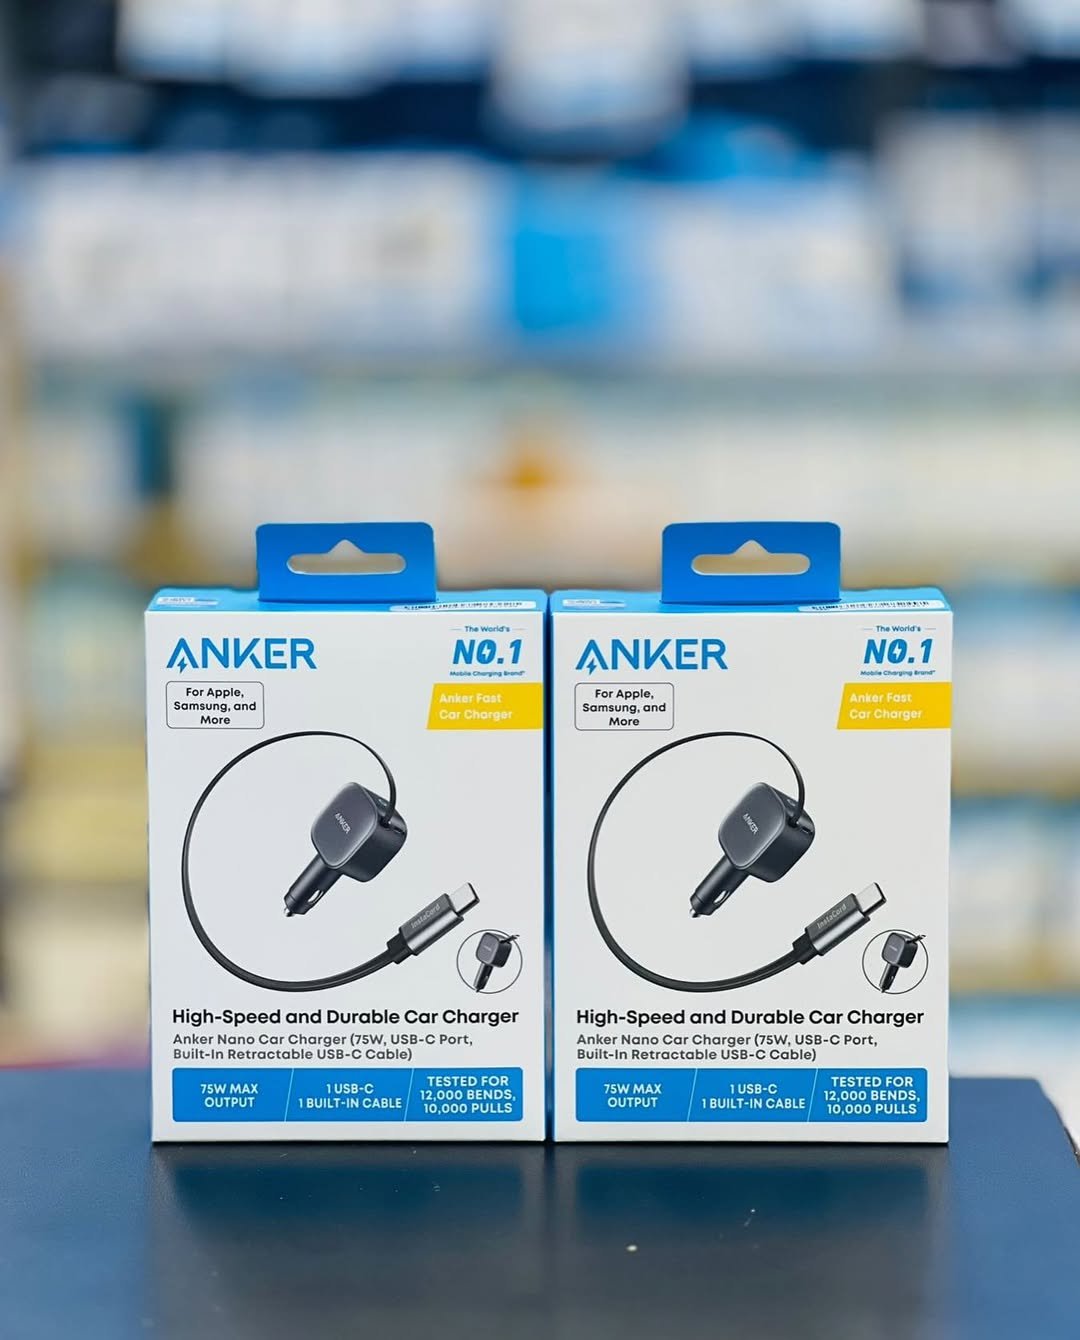 ANKER
The World's
NO.1
Mobile Charging Brand*
For Apple,
Samsung, and
More
Anker Fast
Car Charger
ANKER
InstaCord
High-Speed and Durable Car Charger
Anker Nano Car Charger (75W, USB-C Port,
Built-In Retractable USB-C Cable)
75W MAX
OUTPUT
1 USB-C
1 BUILT-IN CABLE
TESTED FOR
12,000 BENDS,
10,000 PULLS
ANKER
The World's
NO.1
Mobile Charging Brand*
For Apple,
Samsung, and
More
Anker Fast
Car Charger
ANKER
InstaCord
High-Speed and Durable Car Charger
Anker Nano Car Charger (75W, USB-C Port,
Built-In Retractable USB-C Cable)
75W MAX
OUTPUT
1 USB-C
1 BUILT-IN CABLE
TESTED FOR
12,000 BENDS,
10,000 PULLS